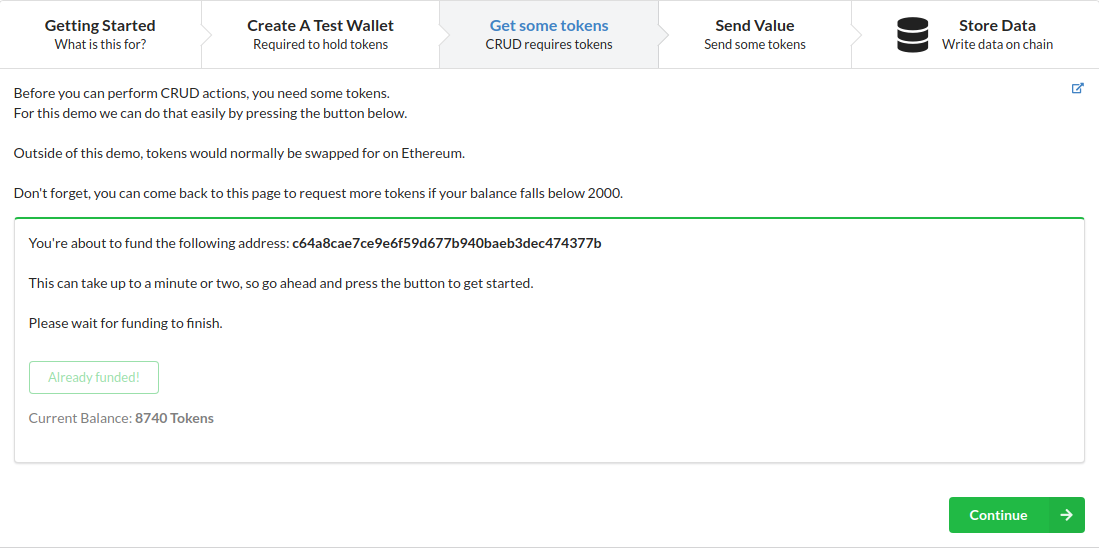 Getting Started
What is this for?
Create A Test Wallet
Required to hold tokens
Get some tokens
CRUD requires tokens
Send Value
Send some tokens
Store Data
Write data on chain
Before you can perform CRUD actions, you need some tokens.
For this demo we can do that easily by pressing the button below.
Outside of this demo, tokens would normally be swapped for on Ethereum.
Don't forget, you can come back to this page to request more tokens if your balance falls below 2000.
You're about to fund the following address: c64a8cae7ce9e6f59d677b940baeb3dec474377b
This can take up to a minute or two, so go ahead and press the button to get started.
Please wait for funding to finish.
Already funded!
Current Balance: 8740 Tokens
Continue